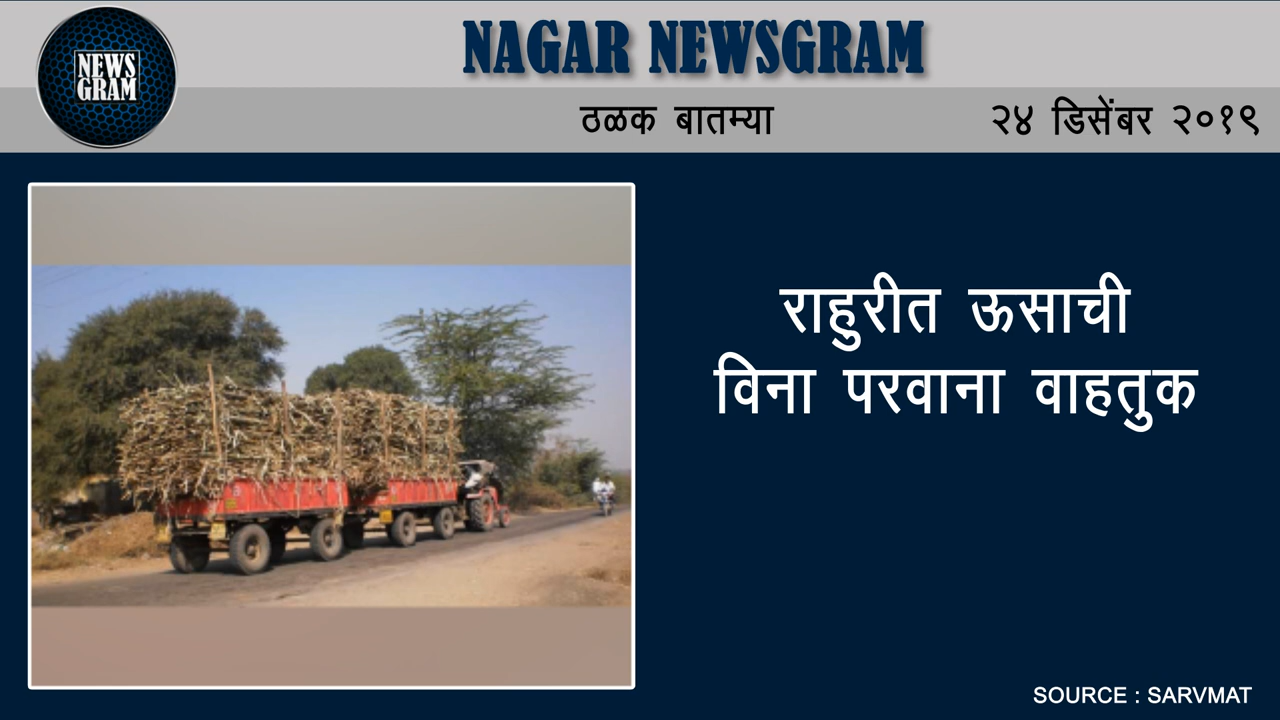 NEWS
GRAM
NAGAR NEWSGRAM
ठळक बातम्या
२४ डिसेंबर २०१९
राहुरीत ऊसाची
विना परवाना वाहतुक
SOURCE : SARVMAT